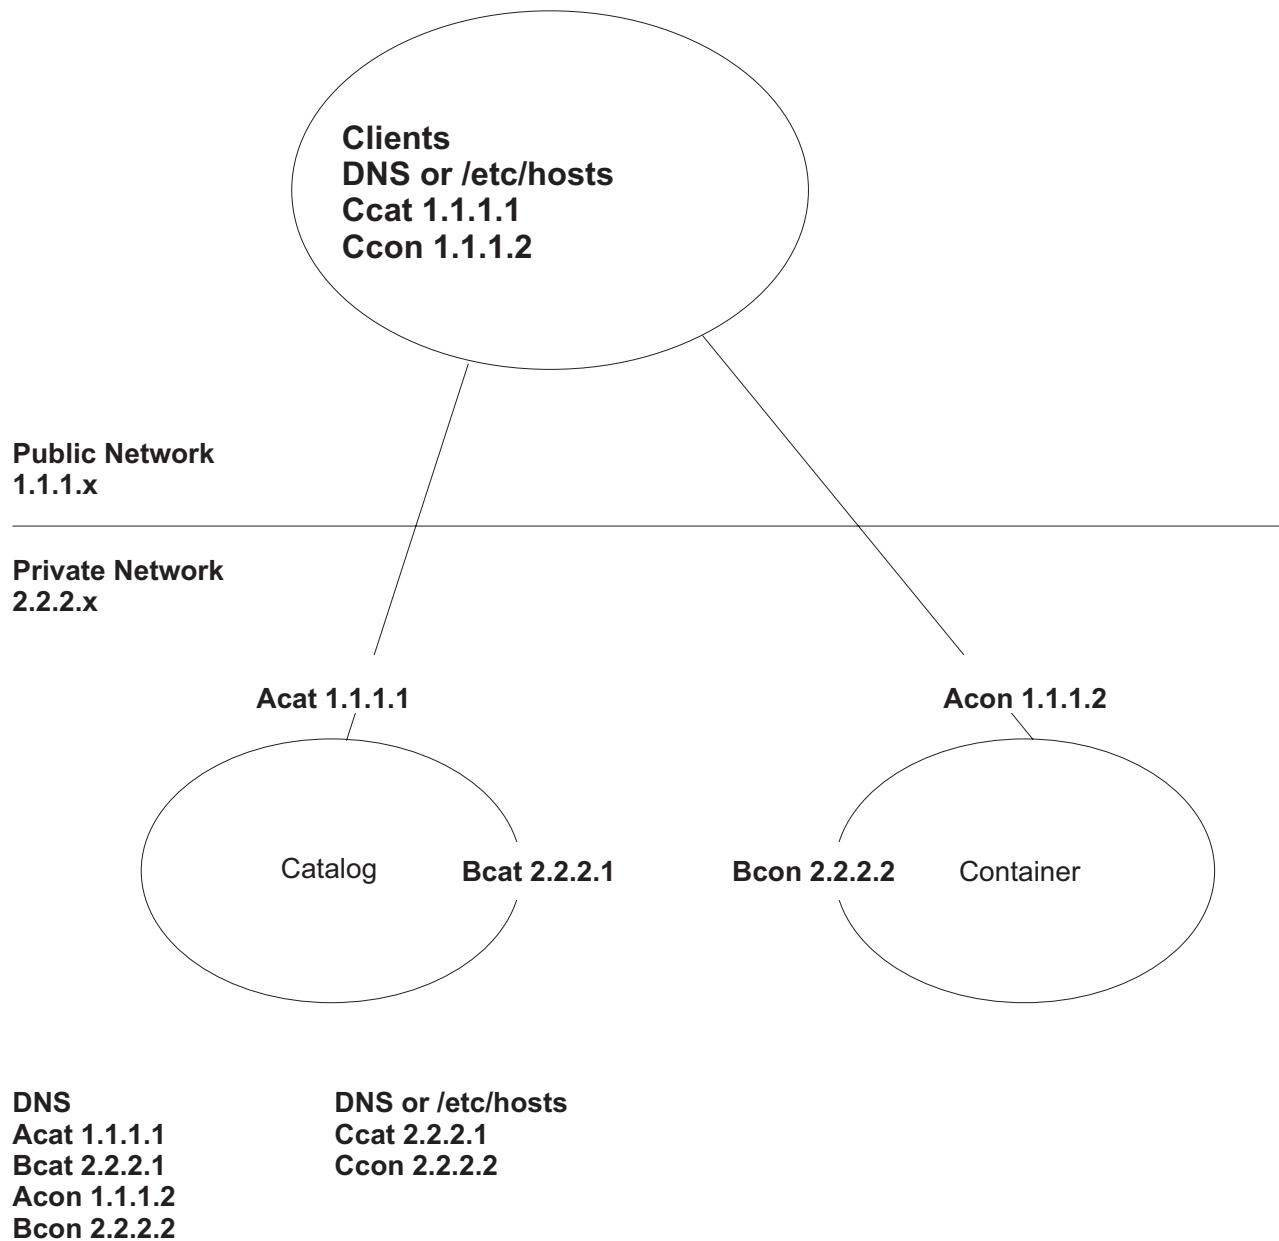 Clients
DNS or /etc/hosts
Ccat 1.1.1.1
Ccon 1.1.1.2
Public Network
1.1.1.x
Private Network
2.2.2.x
Acat 1.1.1.1
Acon 1.1.1.2
Catalog
Bcat 2.2.2.1
Bcon 2.2.2.2
Container
DNS
Acat 1.1.1.1
Bcat 2.2.2.1
Acon 1.1.1.2
Bcon 2.2.2.2
DNS or /etc/hosts
Ccat 2.2.2.1
Ccon 2.2.2.2